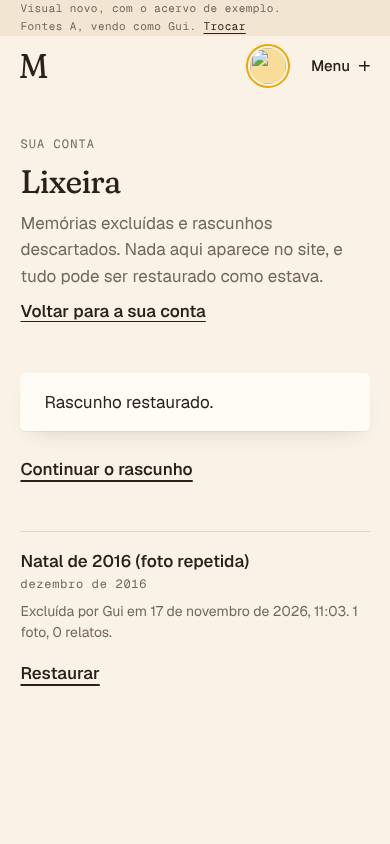 Visual novo, com o acervo de exemplo.
Fontes A, vendo como Gui. Trocar
M
Menu +
SUA CONTA
Lixeira
Memórias excluídas e rascunhos
descartados. Nada aqui aparece no site, e
tudo pode ser restaurado como estava.
Voltar para a sua conta
Rascunho restaurado.
Continuar o rascunho
Natal de 2016 (foto repetida)
dezembro de 2016
Excluída por Gui em 17 de novembro de 2026, 11:03. 1
foto, 0 relatos.
Restaurar